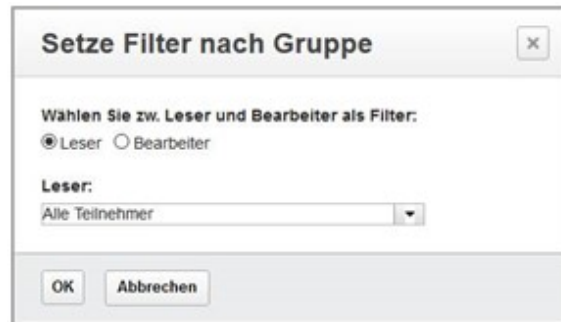 Setze Filter nach Gruppe
Wählen Sie zw. Leser und Bearbeiter als Filter:
Leser Bearbeiter
Leser:
Alle Teilnehmer
OK Abbrechen